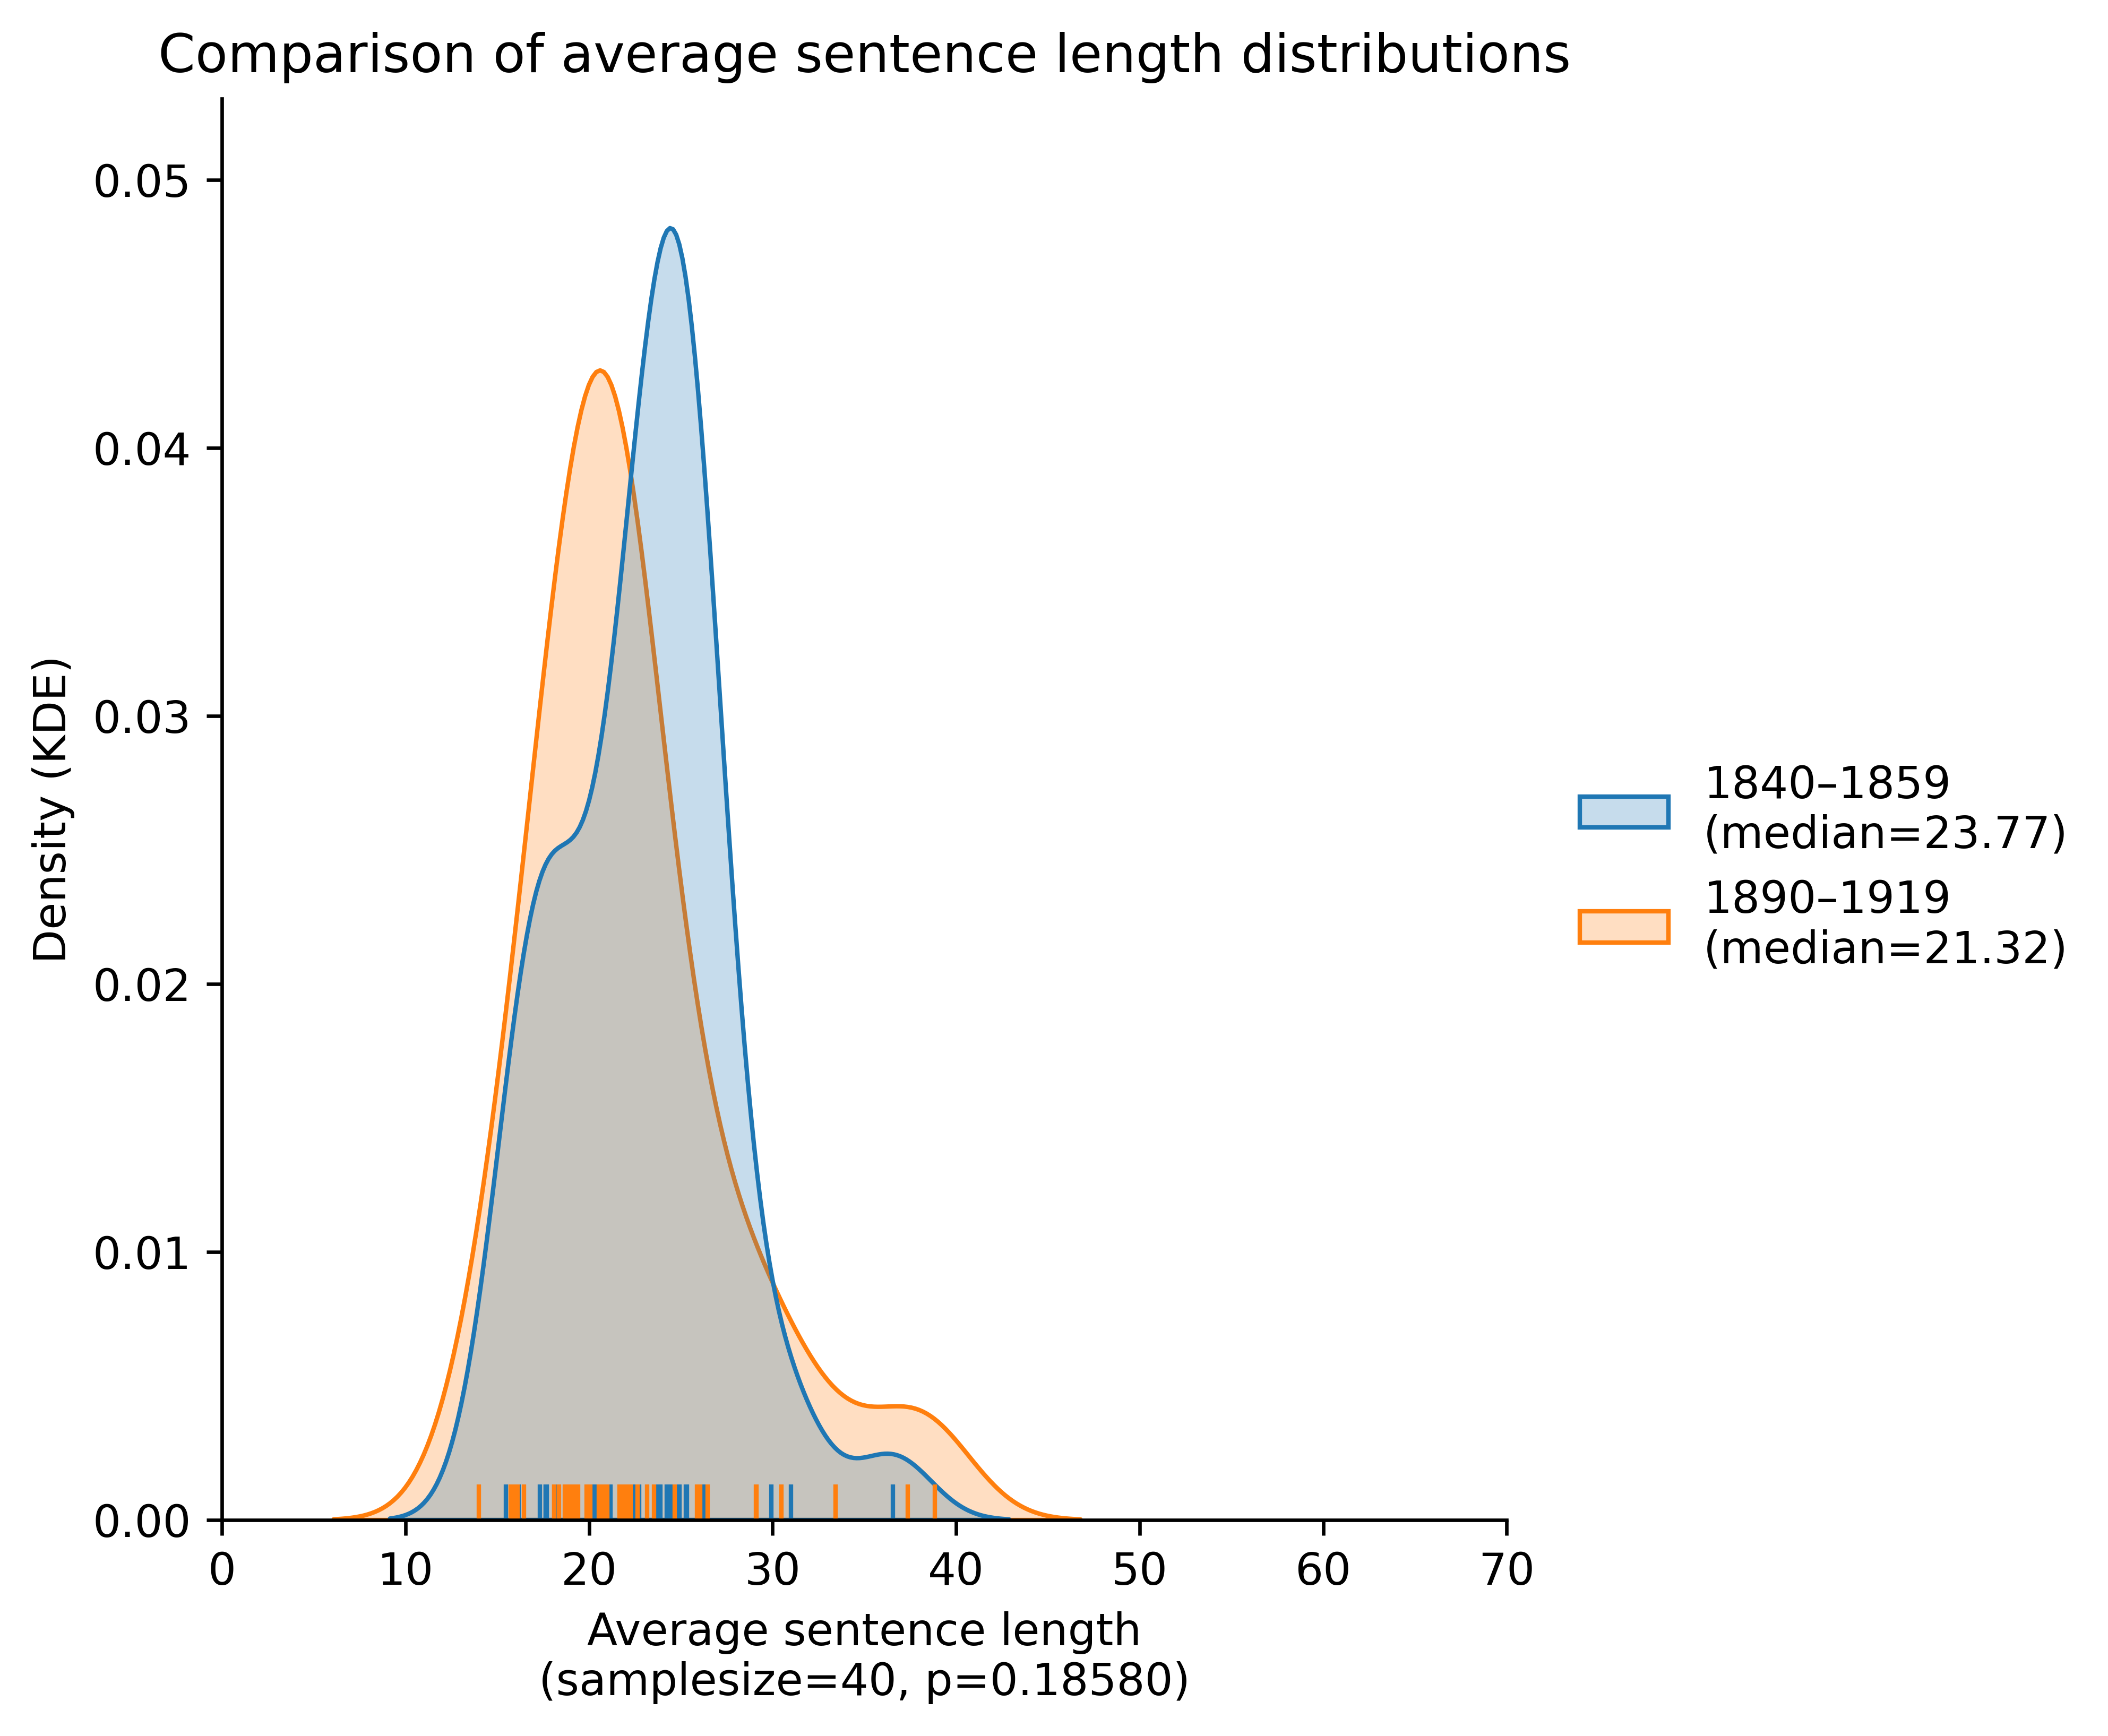 Comparison of average sentence length distributions
0.05
0.04
0.03
0.02
0.01
0.00
Density (KDE)
0 10 20 30 40 50 60 70
Average sentence length
(samplesize=40, p=0.18580)
1840–1859
(median=23.77)
1890–1919
(median=21.32)